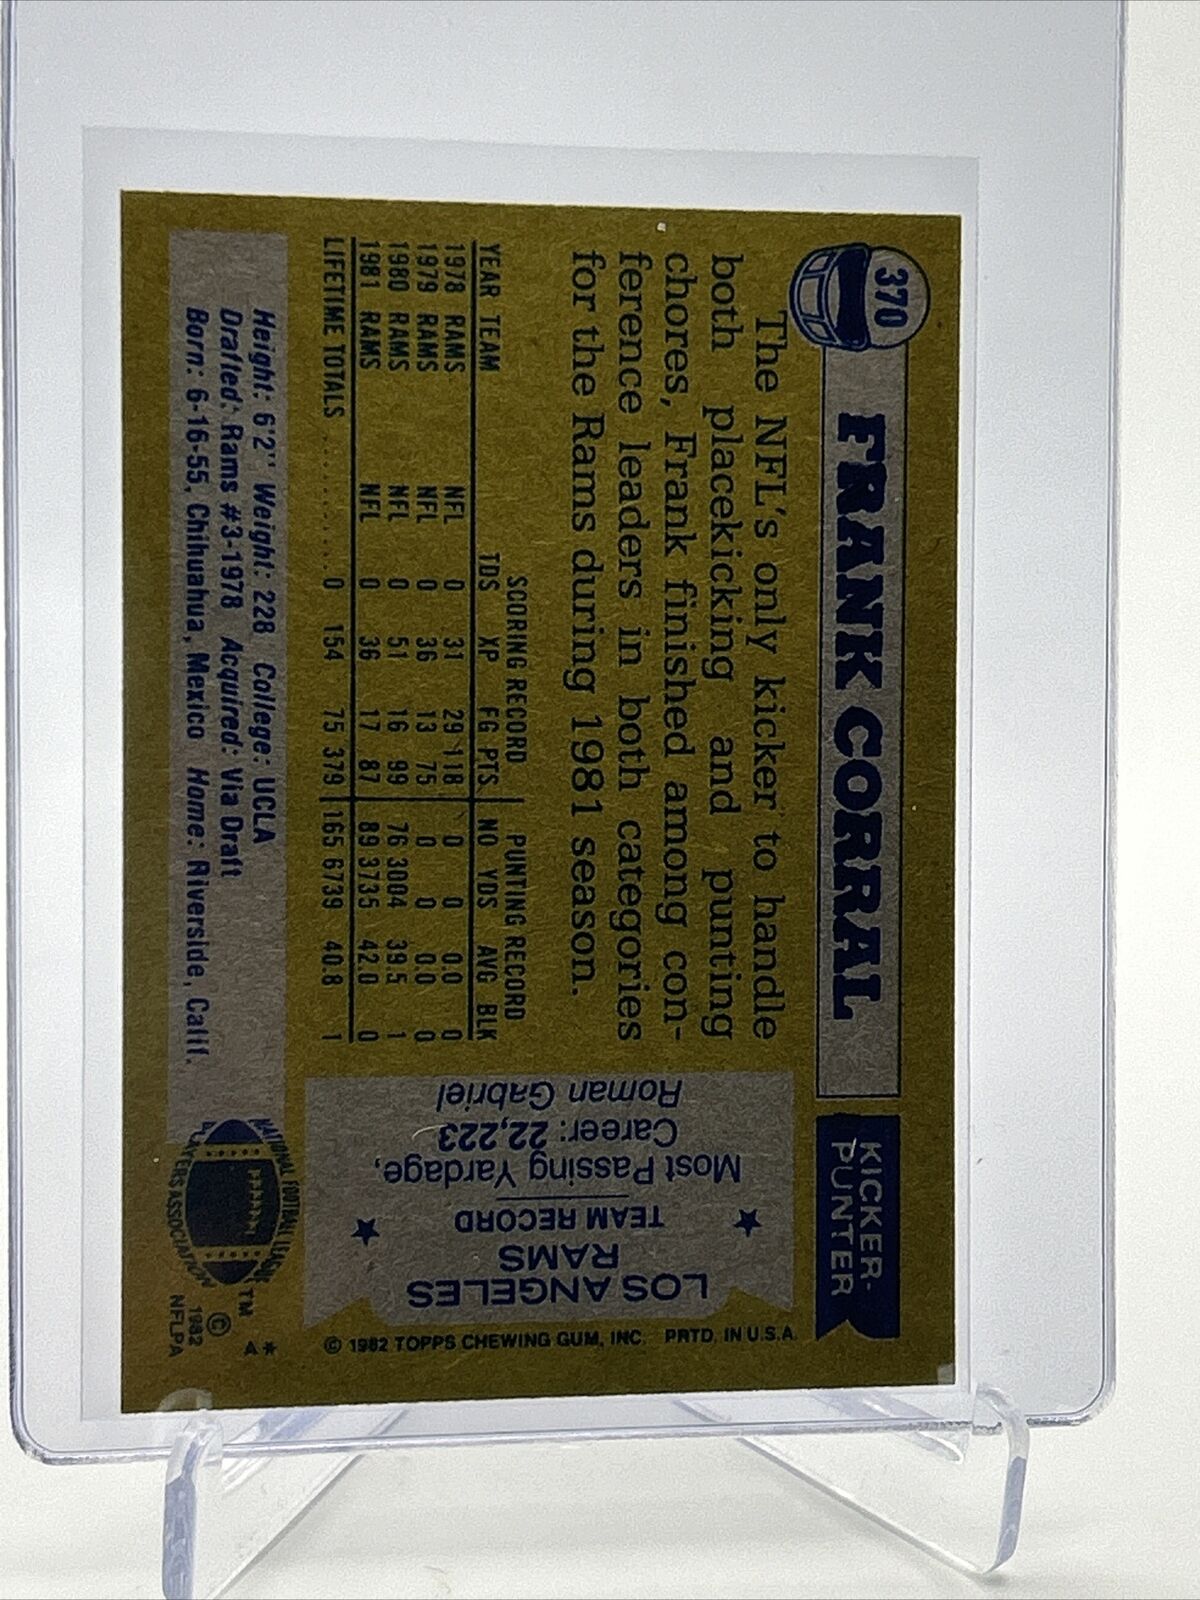 370
FRANK CORRAL
KICKER-
PUNTER
The NFL's only kicker to handle
both placekicking and punting
chores, Frank finished among con-
ference leaders in both categories
for the Rams during 1981 season.
SCORING RECORD PUNTING RECORD
YEAR TEAM TDS XP FG PTS NO YDS AVG BLK
1978 RAMS NFL 0 31 29 118 0 0 0.0 0
1979 RAMS NFL 0 36 13 75 0 0 0.0 0
1980 RAMS NFL 0 51 16 99 76 3004 39.5 1
1981 RAMS NFL 0 36 17 87 89 3735 42.0 0
LIFETIME TOTALS ........... 0 154 75 379 165 6739 40.8 1
Height: 6'2" Weight: 228 College: UCLA
Drafted: Rams #3-1978 Acquired: Via Draft
Born: 6-16-55, Chihuahua, Mexico Home: Riverside, Calif.
LOS ANGELES
RAMS
TEAM RECORD
Most Passing Yardage,
Career: 22,223
Roman Gabriel
NATIONAL FOOTBALL LEAGUE
PLAYERS ASSOCIATION
TM
©
1982
NFLPA
A*
© 1982 TOPPS CHEWING GUM, INC. PRTD. IN U.S.A.